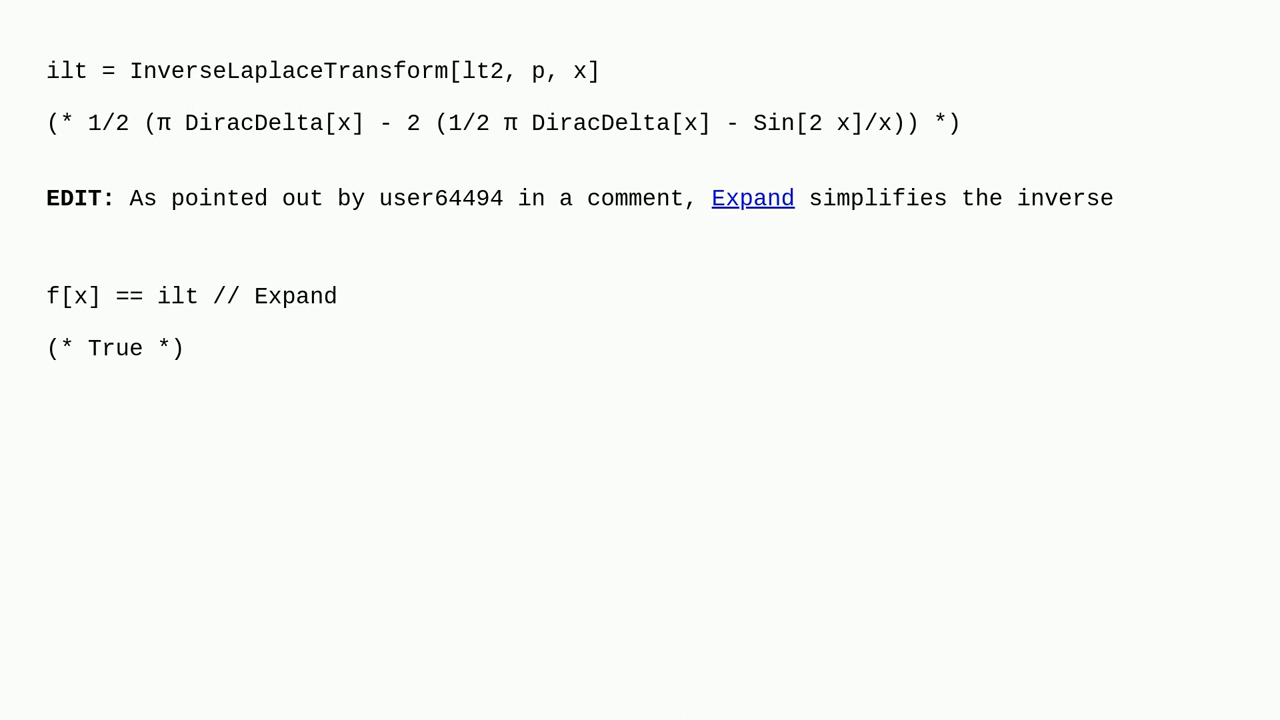 ilt = InverseLaplaceTransform[lt2, p, x]
(* 1/2 (π DiracDelta[x] - 2 (1/2 π DiracDelta[x] - Sin[2 x]/x)) *)
EDIT: As pointed out by user64494 in a comment, Expand simplifies the inverse
f[x] == ilt // Expand
(* True *)